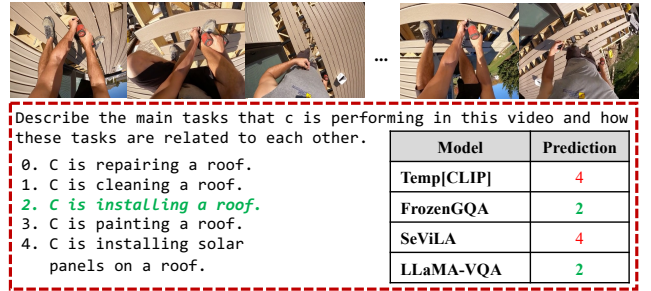 ...
Describe the main tasks that c is performing in this video and how
these tasks are related to each other.
0. C is repairing a roof.
1. C is cleaning a roof.
2. C is installing a roof.
3. C is painting a roof.
4. C is installing solar
panels on a roof.
Model Prediction
Temp[CLIP] 4
FrozenGQA 2
SeViLA 4
LLaMA-VQA 2